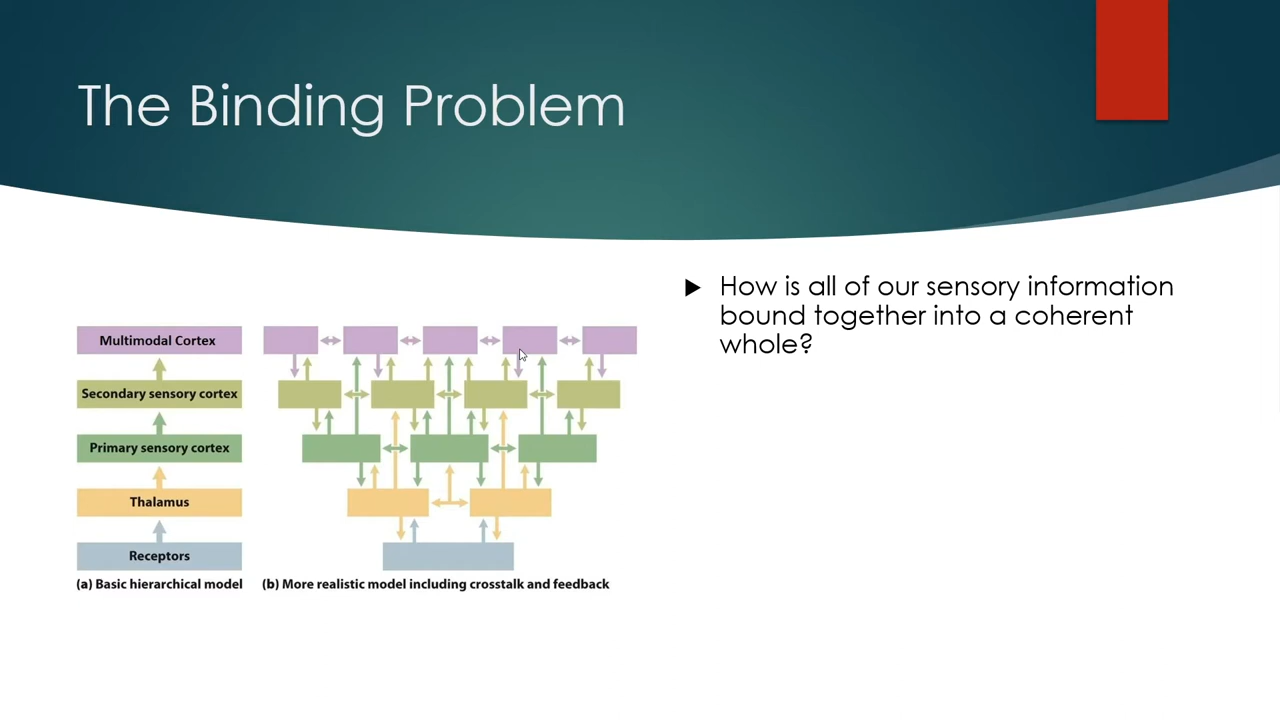 The Binding Problem
How is all of our sensory information
bound together into a coherent
whole?
Multimodal Cortex
Secondary sensory cortex
Primary sensory cortex
Thalamus
Receptors
(a) Basic hierarchical model
(b) More realistic model including crosstalk and feedback